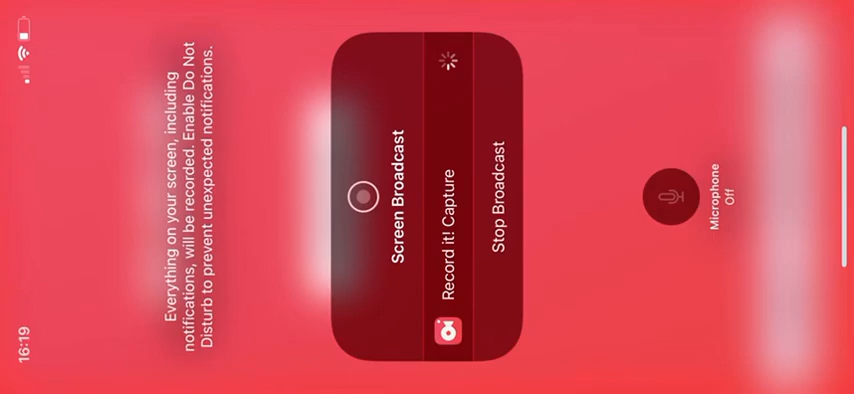 16:19
Everything on your screen, including
notifications, will be recorded. Enable Do Not
Disturb to prevent unexpected notifications.
Screen Broadcast
Record it! Capture
Stop Broadcast
Microphone
Off